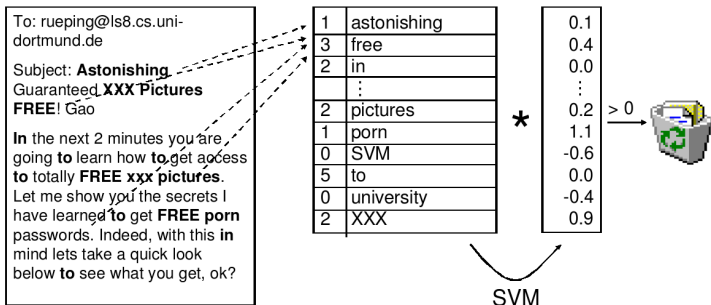 To: rueping@ls8.cs.uni-
dortmund.de
Subject: Astonishing
Guaranteed XXX Pictures
FREE! Gao
In the next 2 minutes you are
going to learn how to get access
to totally FREE xxx pictures.
Let me show you the secrets I
have learned to get FREE porn
passwords. Indeed, with this in
mind lets take a quick look
below to see what you get, ok?
1 astonishing
3 free
2 in
⋮
2 pictures
1 porn
0 SVM
5 to
0 university
2 XXX
*
0.1
0.4
0.0
⋮
0.2
1.1
-0.6
0.0
-0.4
0.9
> 0
SVM